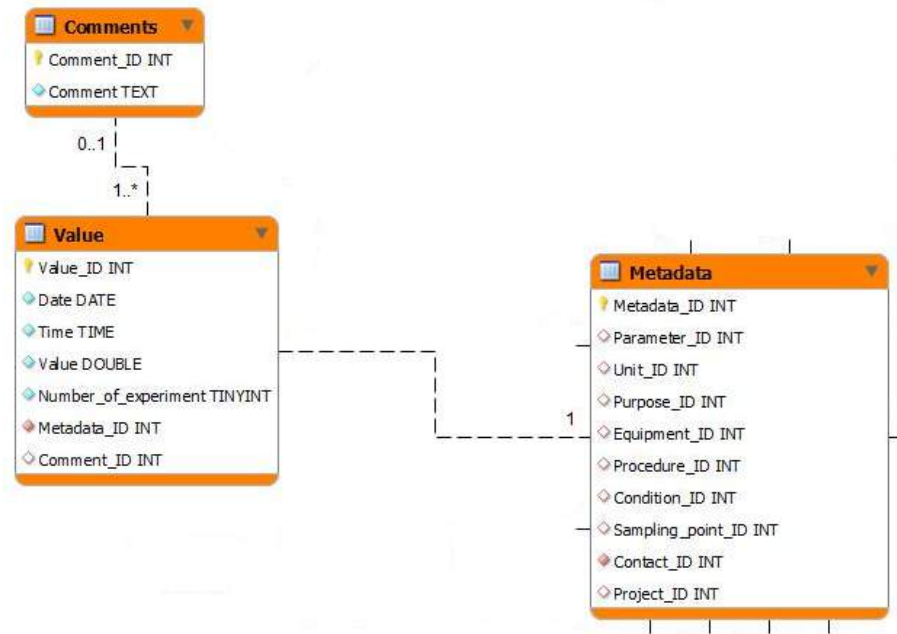 Comments
Comment_ID INT
Comment TEXT
0..1
1..*
Value
Value_ID INT
Date DATE
Time TIME
Value DOUBLE
Number_of_experiment TINYINT
Metadata_ID INT
Comment_ID INT
1
Metadata
Metadata_ID INT
Parameter_ID INT
Unit_ID INT
Purpose_ID INT
Equipment_ID INT
Procedure_ID INT
Condition_ID INT
Sampling_point_ID INT
Contact_ID INT
Project_ID INT